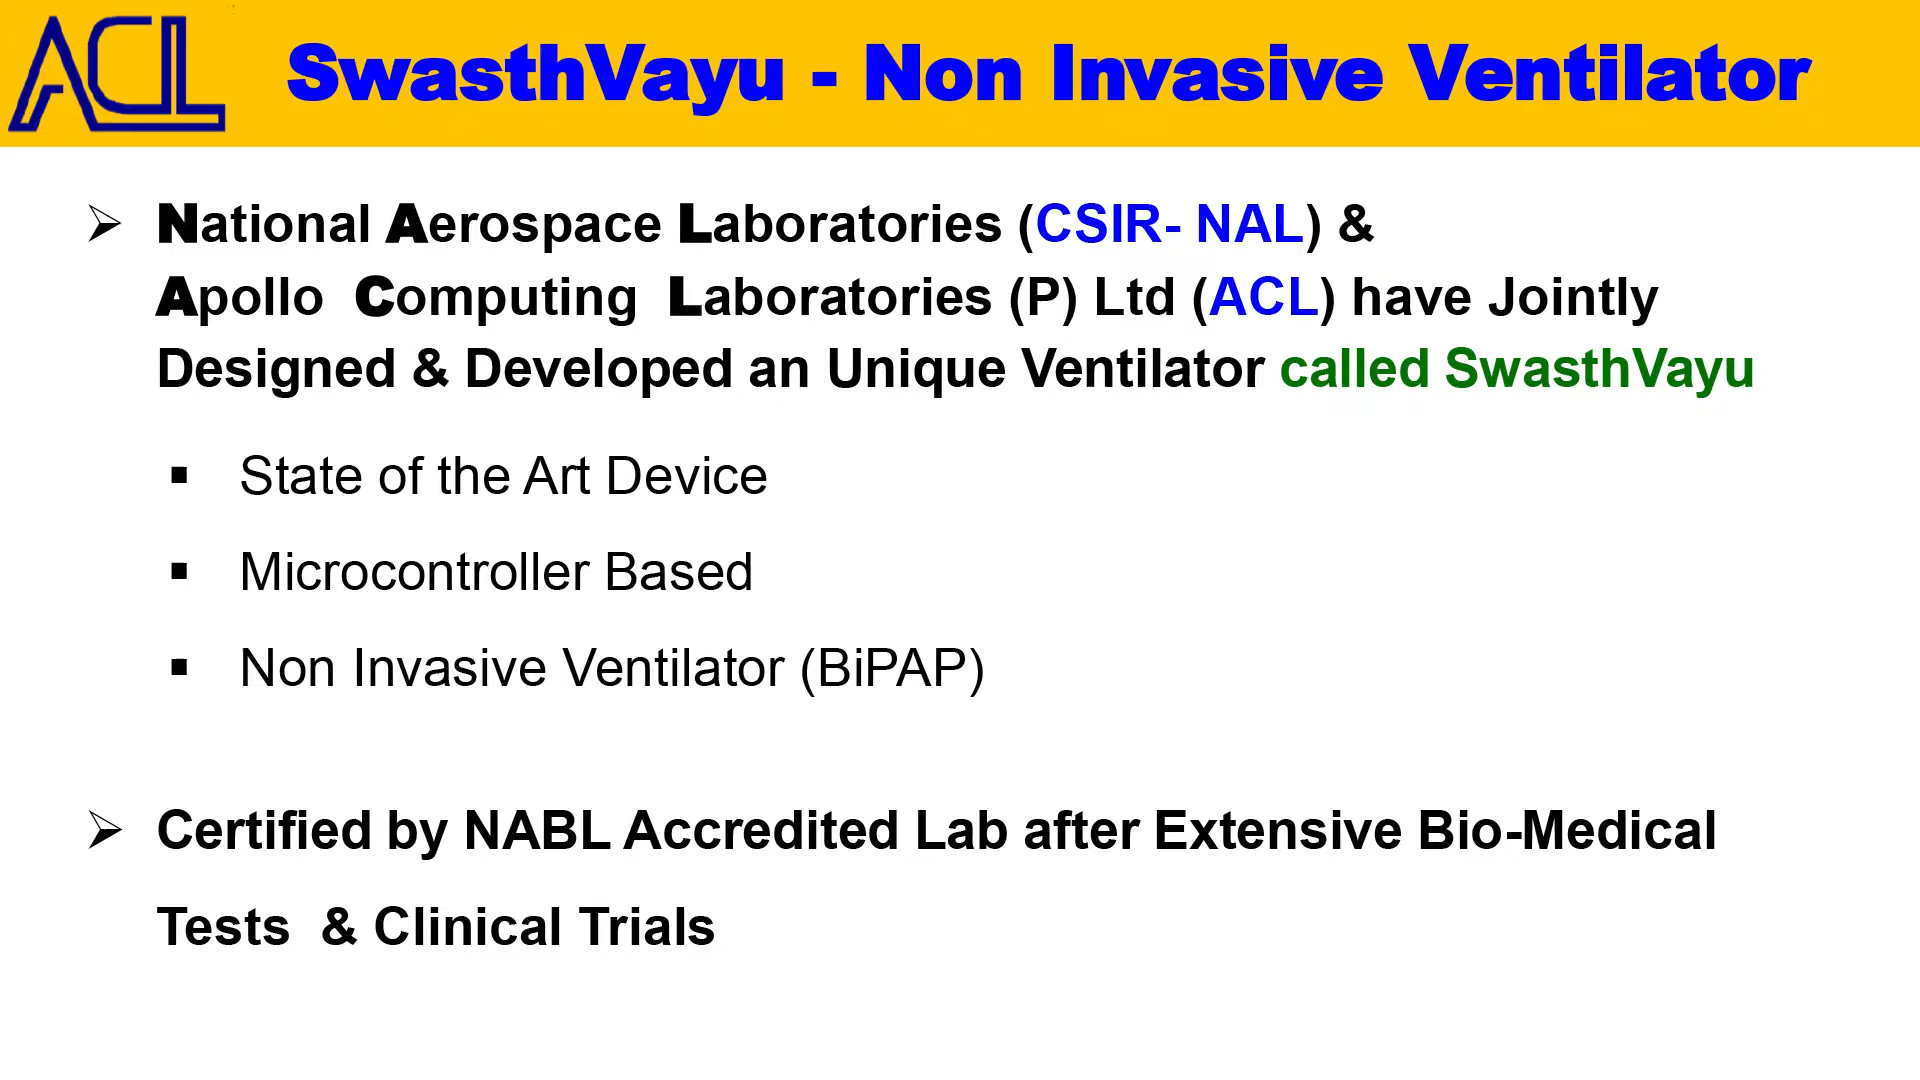 ACL
SwasthVayu - Non Invasive Ventilator
➢ National Aerospace Laboratories (CSIR- NAL) &
Apollo Computing Laboratories (P) Ltd (ACL) have Jointly
Designed & Developed an Unique Ventilator called SwasthVayu
▪ State of the Art Device
▪ Microcontroller Based
▪ Non Invasive Ventilator (BiPAP)
➢ Certified by NABL Accredited Lab after Extensive Bio-Medical
Tests & Clinical Trials